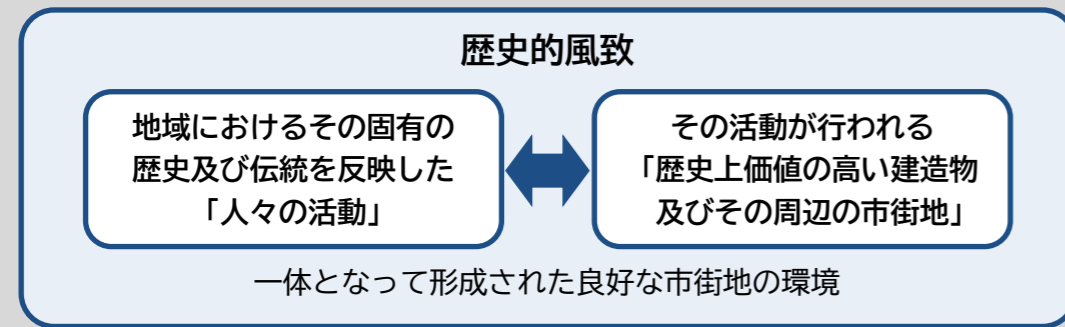 歴史的風致
地域におけるその固有の
歴史及び伝統を反映した
「人々の活動」
その活動が行われる
「歴史上価値の高い建造物
及びその周辺の市街地」
一体となって形成された良好な市街地の環境